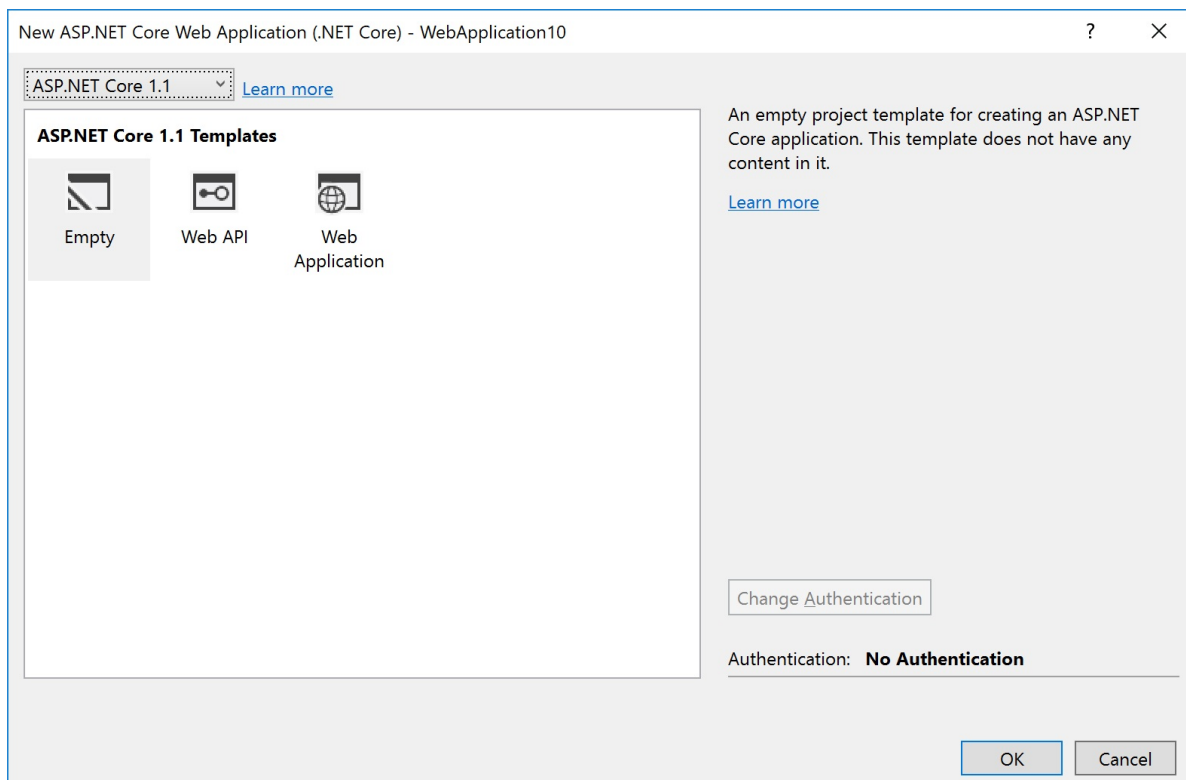 New ASP.NET Core Web Application (.NET Core) - WebApplication10
?
ASP.NET Core 1.1
Learn more
ASP.NET Core 1.1 Templates
Empty
Web API
Web
Application
An empty project template for creating an ASP.NET
Core application. This template does not have any
content in it.
Learn more
Change Authentication
Authentication: No Authentication
OK
Cancel